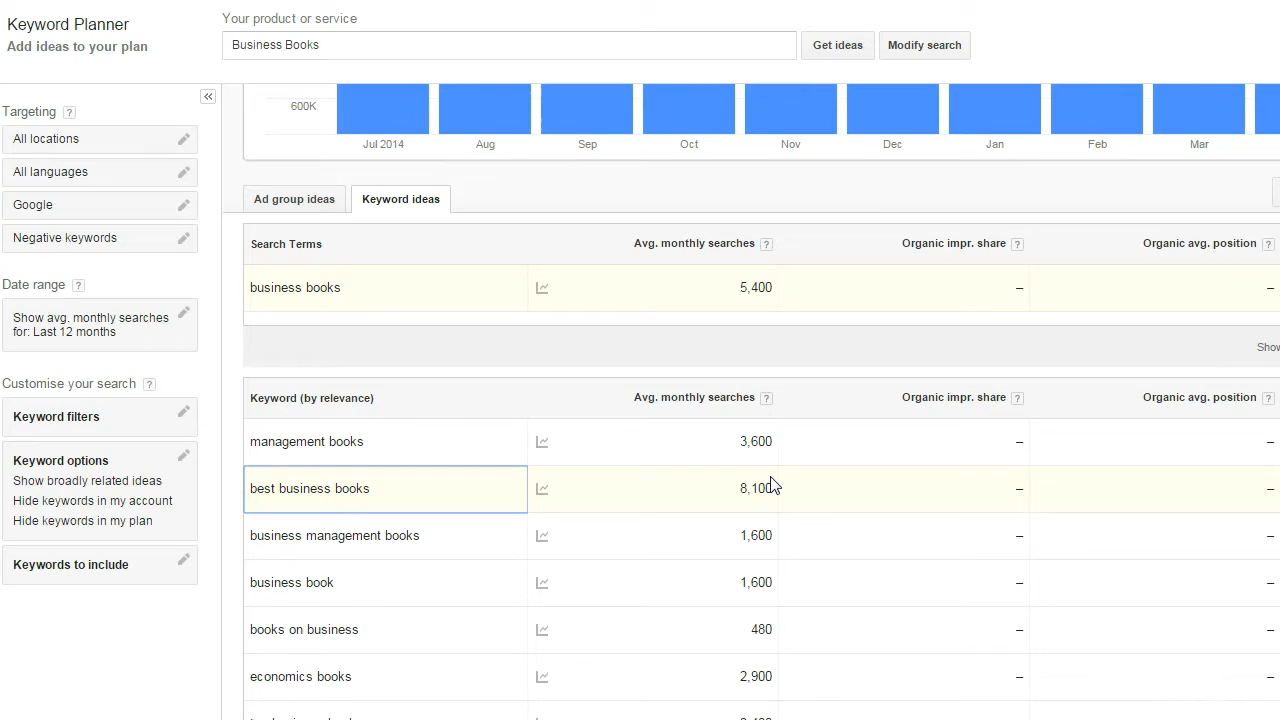 Keyword Planner
Add ideas to your plan
Your product or service
Business Books
Get ideas
Modify search
«
Targeting ?
All locations
All languages
Google
Negative keywords
Date range ?
Show avg. monthly searches
for: Last 12 months
Customise your search ?
Keyword filters
Keyword options
Show broadly related ideas
Hide keywords in my account
Hide keywords in my plan
Keywords to include
600K
Jul 2014 Aug Sep Oct Nov Dec Jan Feb Mar
Ad group ideas Keyword ideas
Search Terms Avg. monthly searches ? Organic impr. share ? Organic avg. position ?
business books 5,400 – –
Show
Keyword (by relevance) Avg. monthly searches ? Organic impr. share ? Organic avg. position ?
management books 3,600 – –
best business books 8,100 – –
business management books 1,600 – –
business book 1,600 – –
books on business 480 – –
economics books 2,900 – –